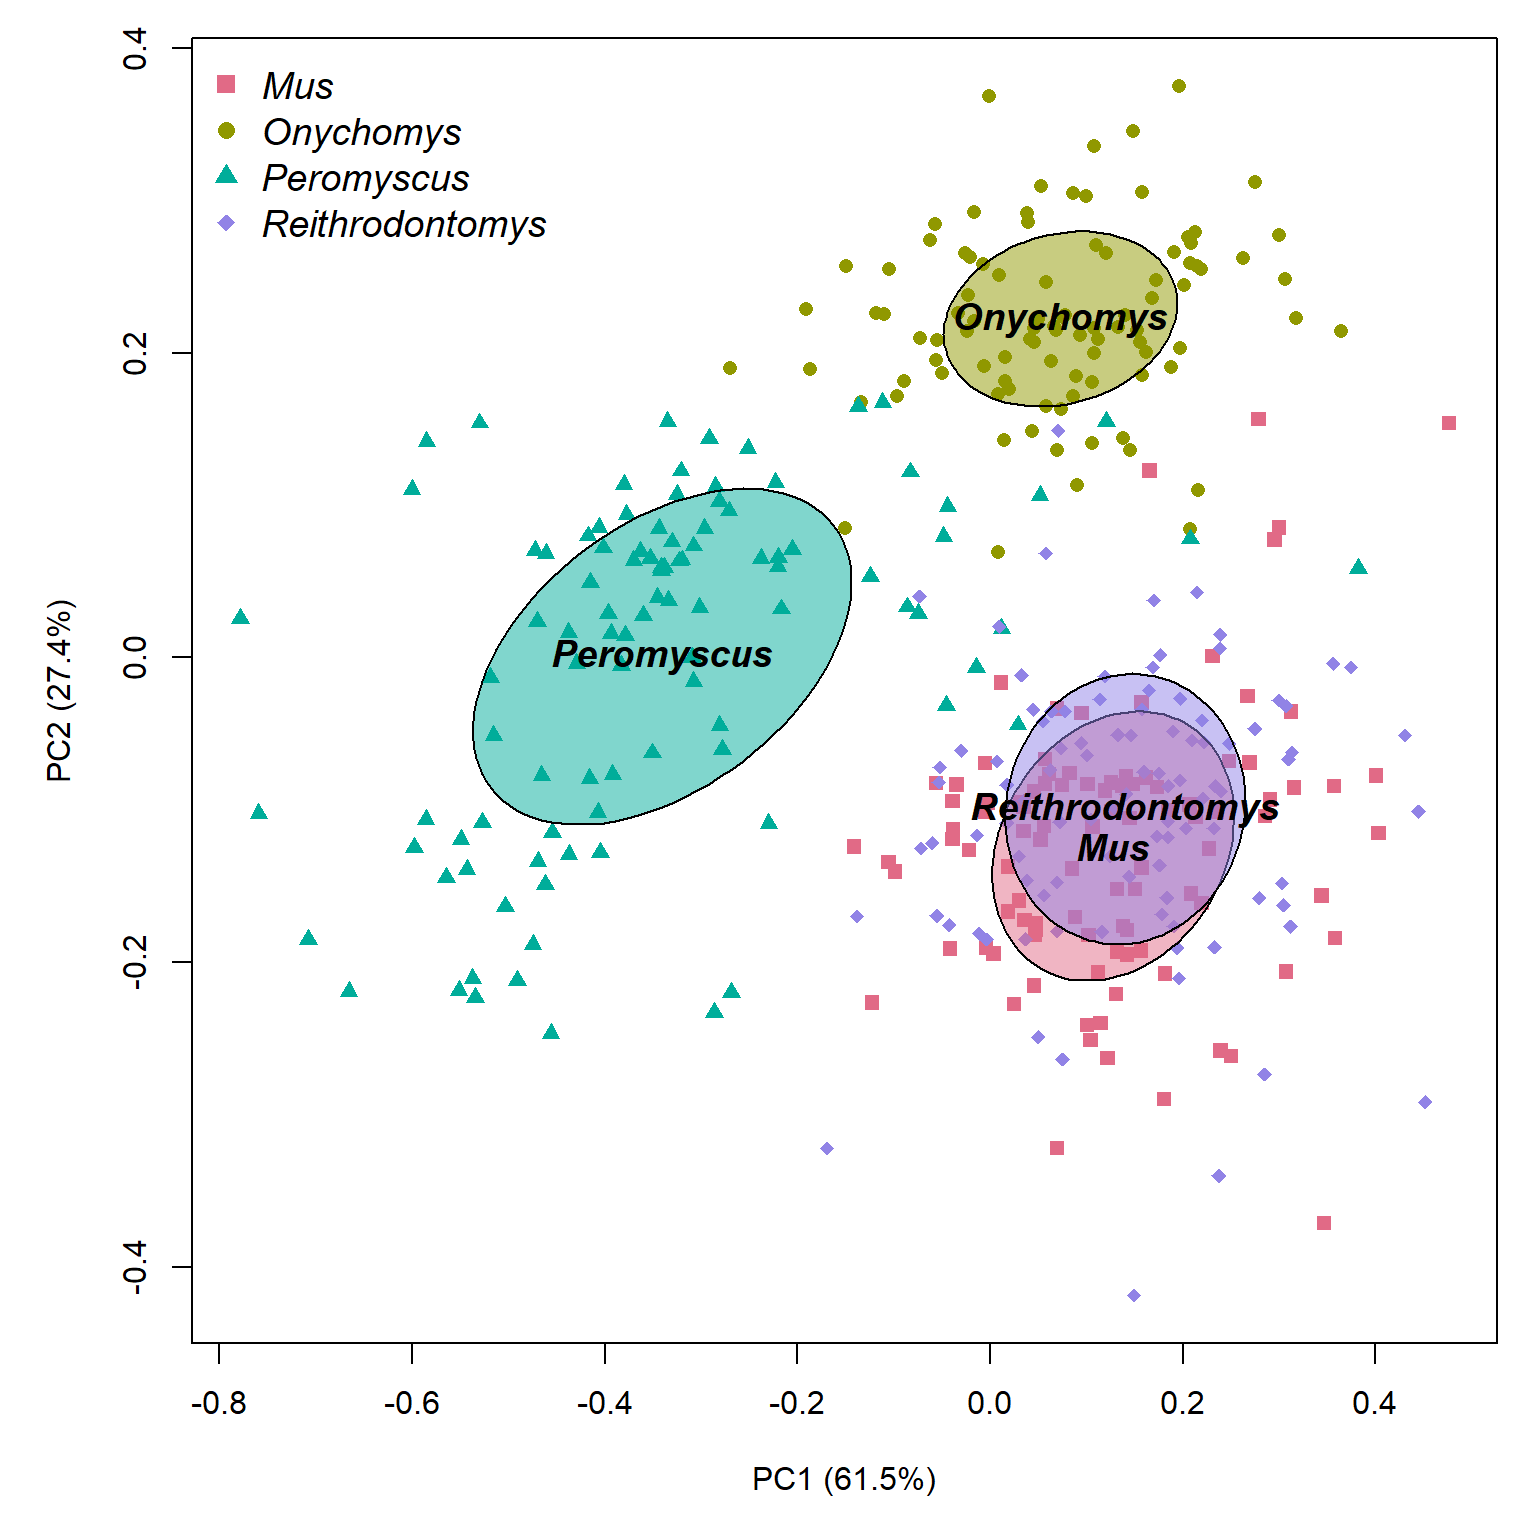 Mus
Onychomys
Peromyscus
Reithrodontomys
Onychomys
Peromyscus
Reithrodontomys
Mus
0.4
0.2
0.0
-0.2
-0.4
PC2 (27.4%)
-0.8 -0.6 -0.4 -0.2 0.0 0.2 0.4
PC1 (61.5%)